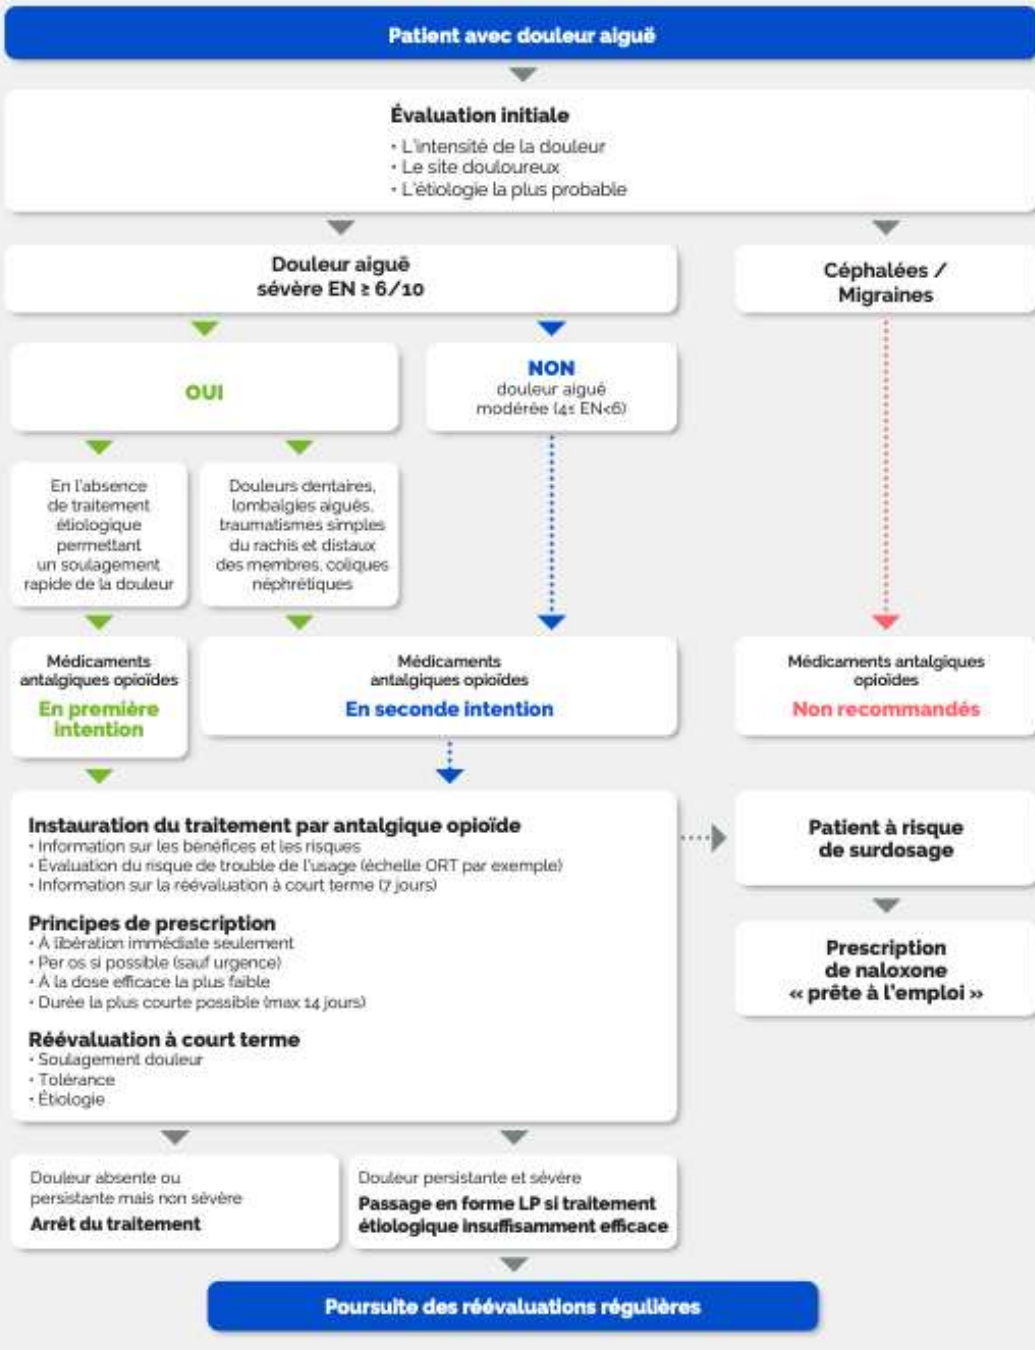 Patient avec douleur aiguë
Évaluation initiale
• L'intensité de la douleur
• Le site douloureux
• L'étiologie la plus probable
Douleur aiguë
sévère EN ≥ 6/10
Céphalées /
Migraines
OUI
NON
douleur aiguë
modérée (4≤ EN<6)
En l'absence
de traitement
étiologique
permettant
un soulagement
rapide de la douleur
Douleurs dentaires,
lombalgies aiguës,
traumatismes simples
du rachis et distaux
des membres, coliques
néphrétiques
Médicaments
antalgiques opioïdes
En première
intention
Médicaments
antalgiques opioïdes
En seconde intention
Médicaments antalgiques
opioïdes
Non recommandés
Instauration du traitement par antalgique opioïde
• Information sur les bénéfices et les risques
• Évaluation du risque de trouble de l'usage (échelle ORT par exemple)
• Information sur la réévaluation à court terme (7 jours)
Principes de prescription
• À libération immédiate seulement
• Per os si possible (sauf urgence)
• À la dose efficace la plus faible
• Durée la plus courte possible (max 14 jours)
Réévaluation à court terme
• Soulagement douleur
• Tolérance
• Étiologie
Patient à risque
de surdosage
Prescription
de naloxone
« prête à l'emploi »
Douleur absente ou
persistante mais non sévère
Arrêt du traitement
Douleur persistante et sévère
Passage en forme LP si traitement
étiologique insuffisamment efficace
Poursuite des réévaluations régulières